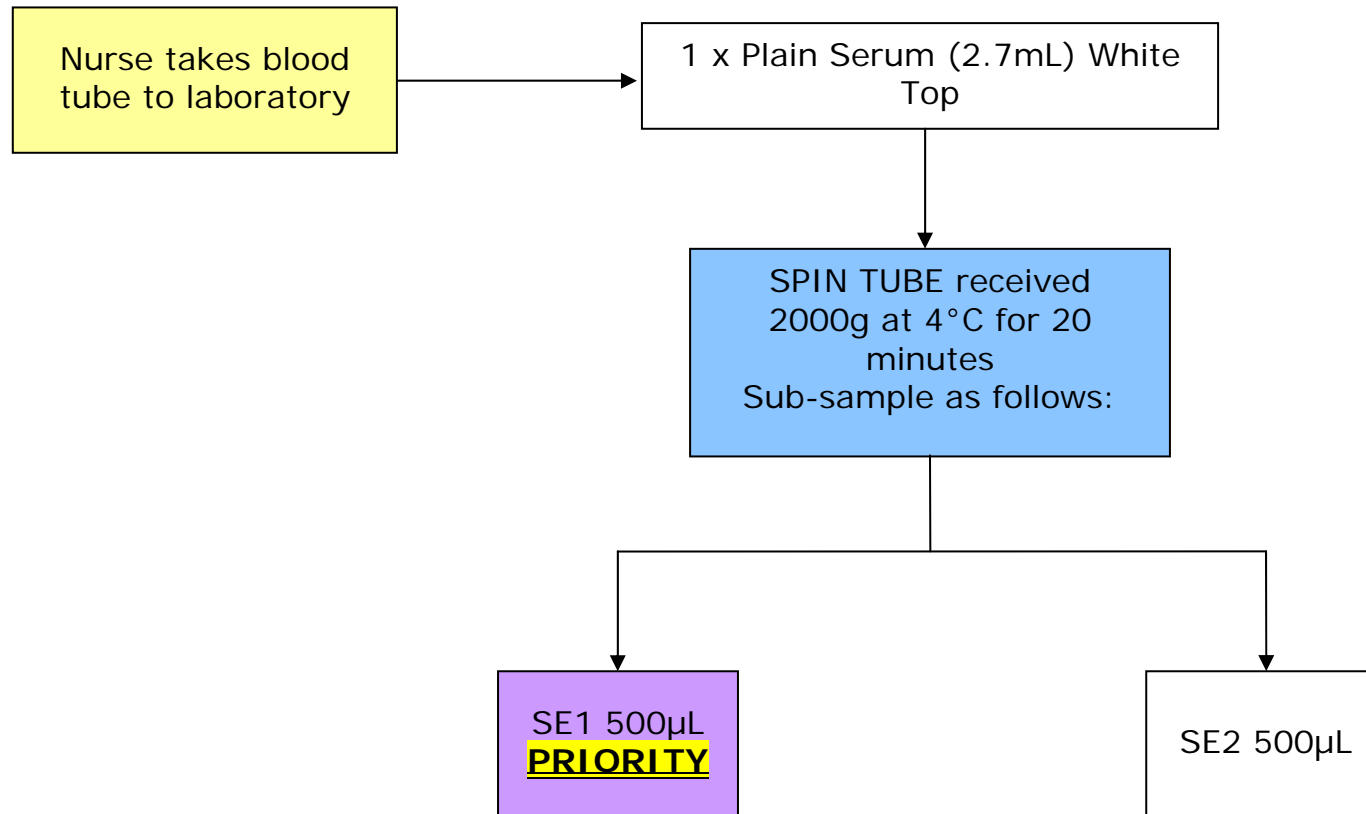 Nurse takes blood
tube to laboratory
1 x Plain Serum (2.7mL) White
Top
SPIN TUBE received
2000g at 4°C for 20
minutes
Sub-sample as follows:
SE1 500µL
PRIORITY
SE2 500µL